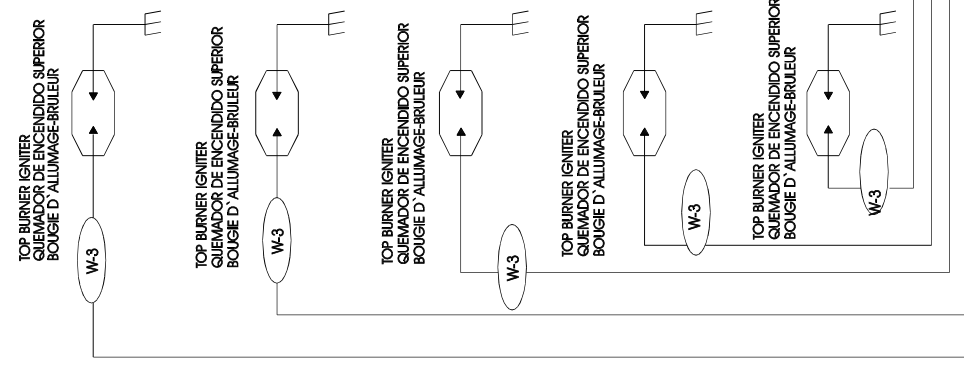 TOP BURNER IGNITER
QUEMADOR DE ENCENDIDO SUPERIOR
BOUGIE D`ALLUMAGE-BRULEUR
W-3
TOP BURNER IGNITER
QUEMADOR DE ENCENDIDO SUPERIOR
BOUGIE D`ALLUMAGE-BRULEUR
W-3
TOP BURNER IGNITER
QUEMADOR DE ENCENDIDO SUPERIOR
BOUGIE D`ALLUMAGE-BRULEUR
W-3
TOP BURNER IGNITER
QUEMADOR DE ENCENDIDO SUPERIOR
BOUGIE D`ALLUMAGE-BRULEUR
W-3
TOP BURNER IGNITER
QUEMADOR DE ENCENDIDO SUPERIOR
BOUGIE D`ALLUMAGE-BRULEUR
W-3